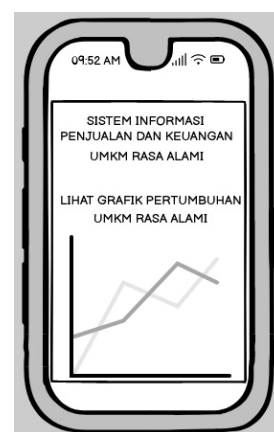 09:52 AM
SISTEM INFORMASI
PENJUALAN DAN KEUANGAN
UMKM RASA ALAMI
LIHAT GRAFIK PERTUMBUHAN
UMKM RASA ALAMI